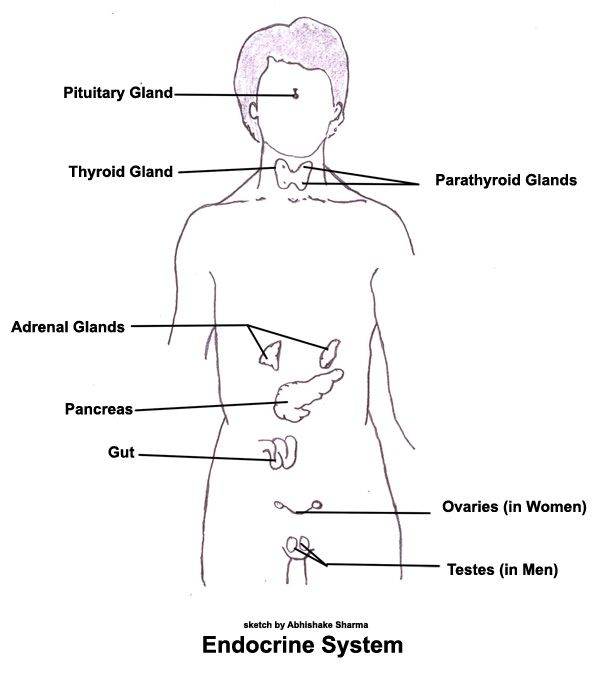 Pituitary Gland
Thyroid Gland
Parathyroid Glands
Adrenal Glands
Pancreas
Gut
Ovaries (in Women)
Testes (in Men)
sketch by Abhishake Sharma
Endocrine System